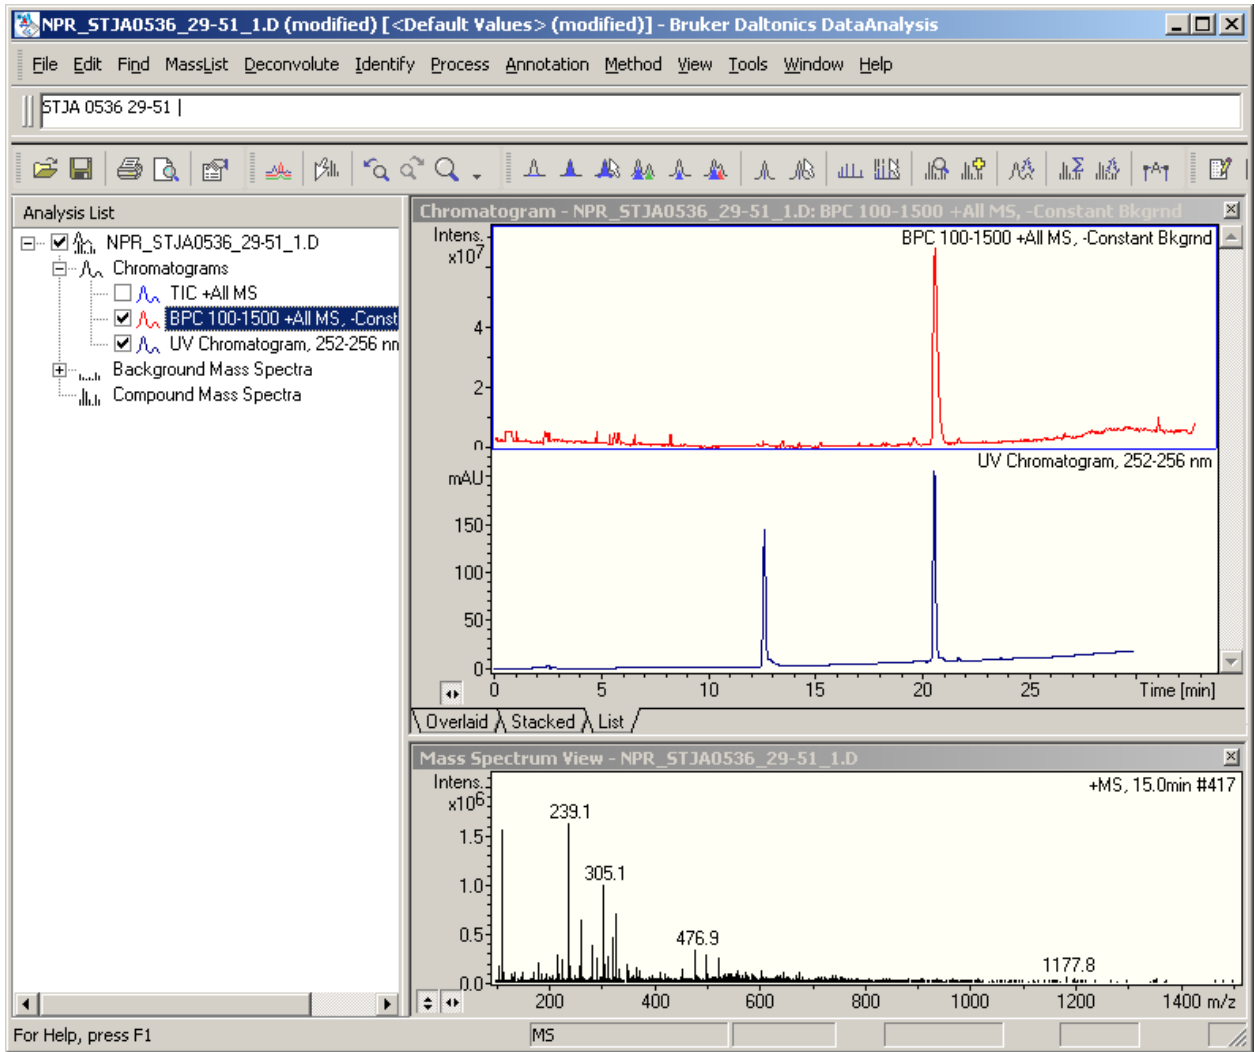 NPR_STJA0536_29-51_1.D (modified) [<Default Values> (modified)] - Bruker Daltonics DataAnalysis
File Edit Find MassList Deconvolute Identify Process Annotation Method View Tools Window Help
STJA 0536 29-51
Analysis List
NPR_STJA0536_29-51_1.D
Chromatograms
TIC +All MS
BPC 100-1500 +All MS, -Const
UV Chromatogram, 252-256 nn
Background Mass Spectra
Compound Mass Spectra
Chromatogram - NPR_STJA0536_29-51_1.D: BPC 100-1500 +All MS, -Constant Bkgrnd
Intens.
x10^7
BPC 100-1500 +All MS, -Constant Bkgrnd
4
2
0
UV Chromatogram, 252-256 nm
mAU
150
100
50
0
0 5 10 15 20 25 Time [min]
Overlaid Stacked List
Mass Spectrum View - NPR_STJA0536_29-51_1.D
Intens.
x10^6
+MS, 15.0min #417
239.1
1.5
305.1
1.0
0.5
476.9
1177.8
0.0
200 400 600 800 1000 1200 1400 m/z
For Help, press F1
MS